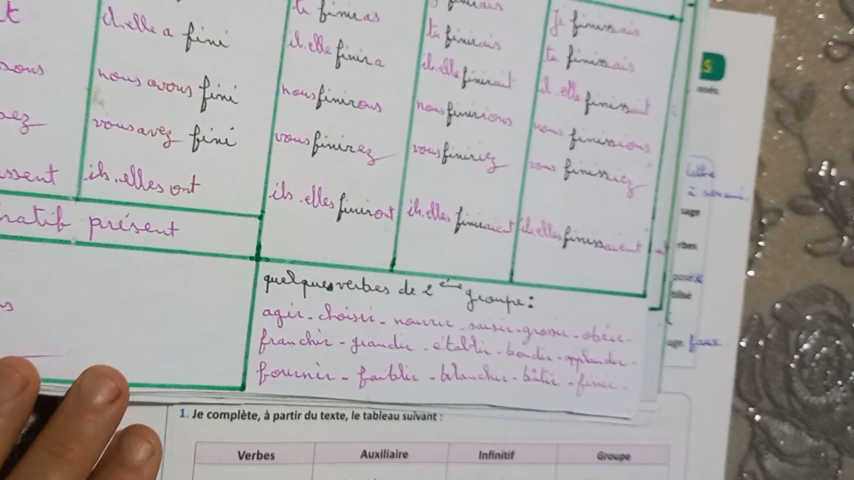 il.elle a fini
nous avons fini
vous avez fini
ils.elles ont
tu finiras
il.elle finira
nous finirons
vous finirez
ils.elles finiront
tu finirais
il.elle finirait
nous finirions
vous finiriez
ils.elles finiraient
je finissais
tu finissais
il elle finissait
nous finissions
vous finissiez
ils.elles finissaient
présent
quelques verbes de 2ème groupe :
agir - choisir - nourrir - saisir - grossir - obéir -
franchir - grandir - établir - bondir - applaudir -
fournir - faiblir - blanchir - bâtir - finir -
1. Je complète, à partir du texte, le tableau suivant :
Verbes Auxiliaire Infinitif Groupe
S
lettre
faux